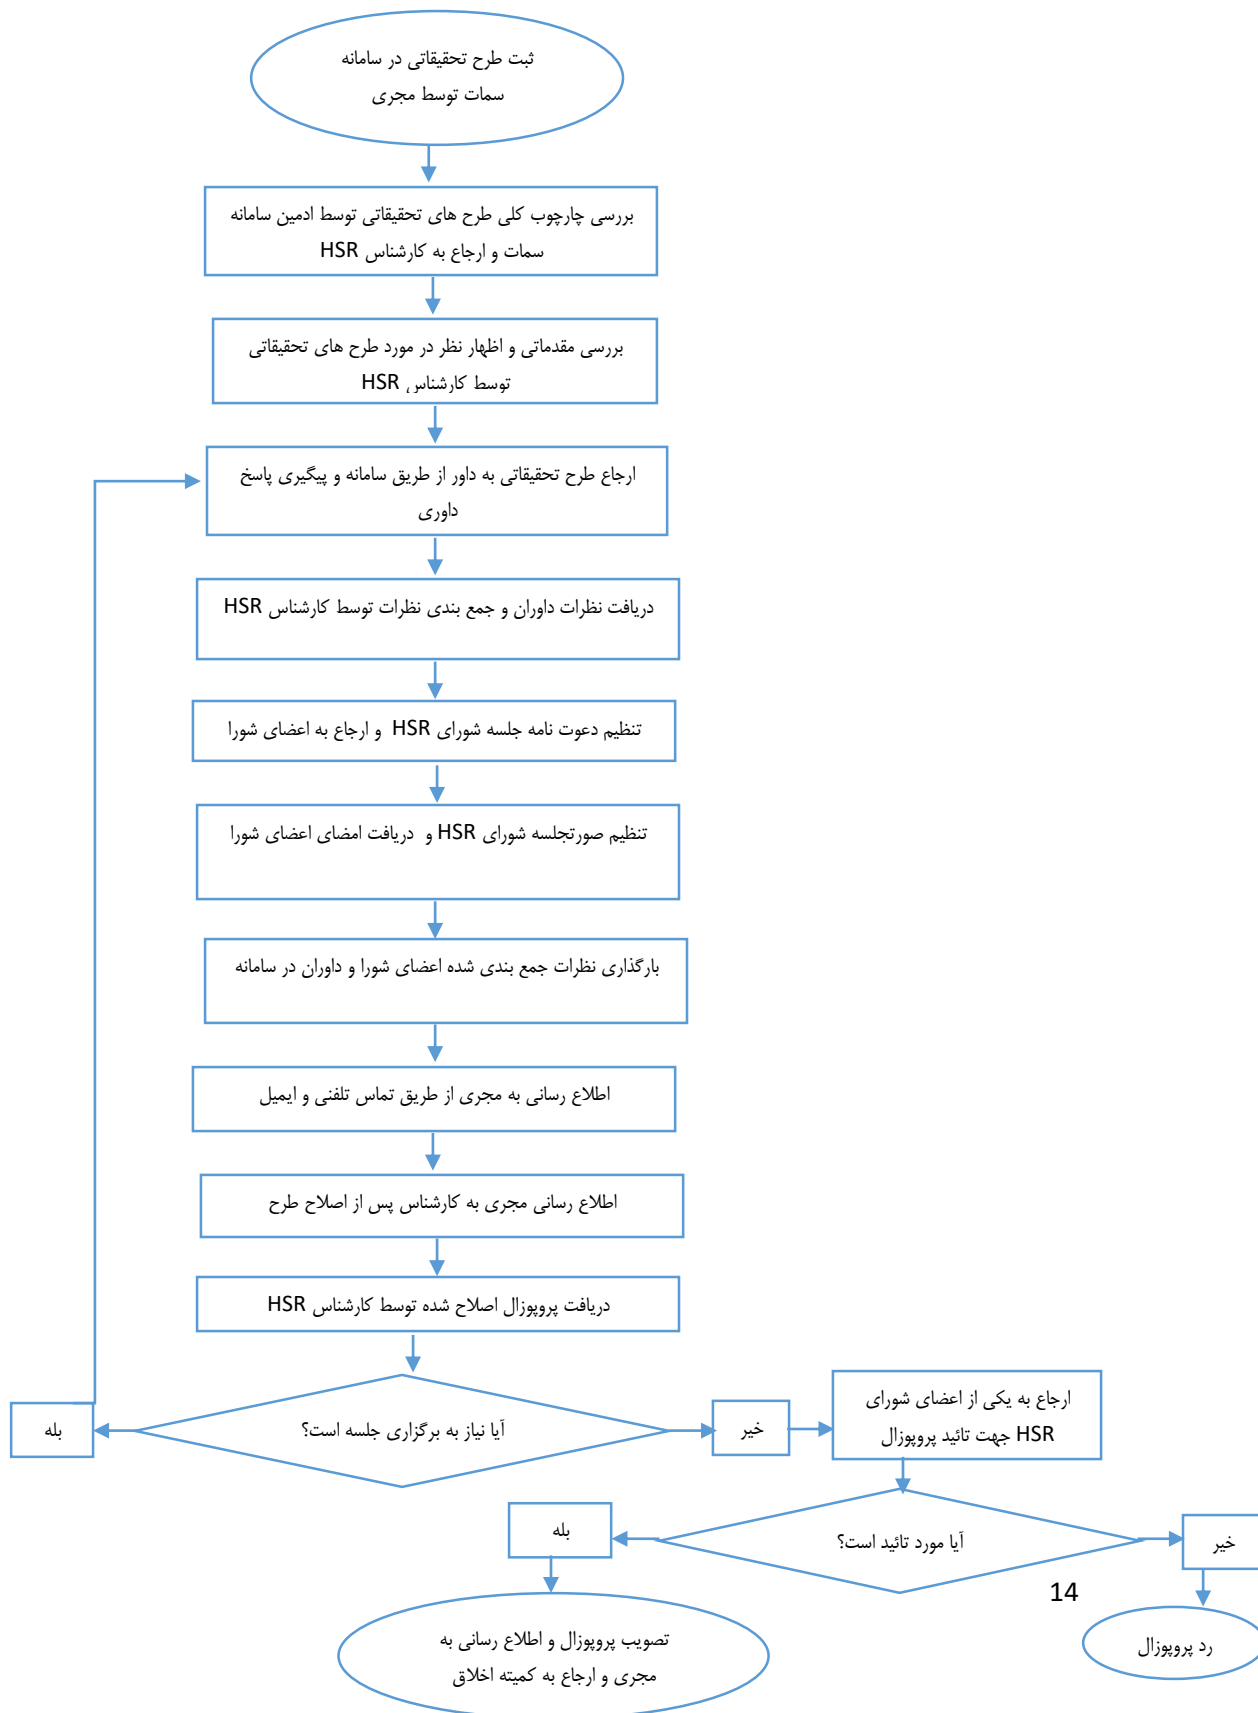 ثبت طرح تحقیقاتی در سامانه
سمات توسط مجری
بررسی چارچوب کلی طرح های تحقیقاتی توسط ادمین سامانه
سمات و ارجاع به کارشناس HSR
بررسی مقدماتی و اظهار نظر در مورد طرح های تحقیقاتی
توسط کارشناس HSR
ارجاع طرح تحقیقاتی به داور از طریق سامانه و پیگیری پاسخ
داوری
دریافت نظرات داوران و جمع بندی نظرات توسط کارشناس HSR
تنظیم دعوت نامه جلسه شورای HSR و ارجاع به اعضای شورا
تنظیم صورتجلسه شورای HSR و دریافت امضای اعضای شورا
بارگذاری نظرات جمع بندی شده اعضای شورا و داوران در سامانه
اطلاع رسانی به مجری از طریق تماس تلفنی و ایمیل
اطلاع رسانی مجری به کارشناس پس از اصلاح طرح
دریافت پروپوزال اصلاح شده توسط کارشناس HSR
آیا نیاز به برگزاری جلسه است؟
بله
خیر
ارجاع به یکی از اعضای شورای
HSR جهت تائید پروپوزال
آیا مورد تائید است؟
بله
خیر
14
تصویب پروپوزال و اطلاع رسانی به
مجری و ارجاع به کمیته اخلاق
رد پروپوزال